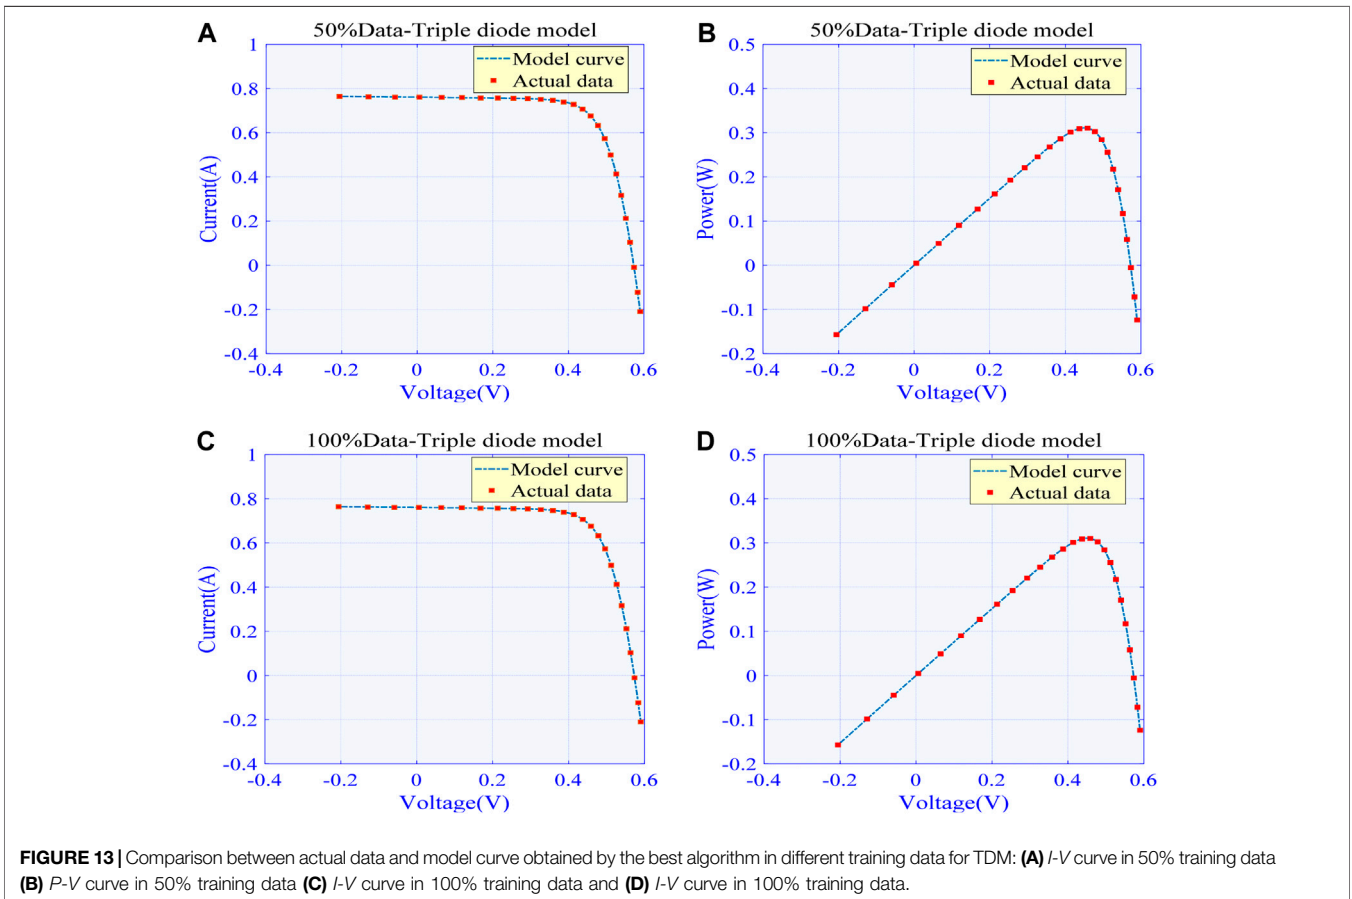 A
50%Data-Triple diode model
Model curve
Actual data
Current(A)
1
0.8
0.6
0.4
0.2
0
-0.2
-0.4
-0.4 -0.2 0 0.2 0.4 0.6
Voltage(V)
B
50%Data-Triple diode model
Model curve
Actual data
Power(W)
0.5
0.4
0.3
0.2
0.1
0
-0.1
-0.2
-0.4 -0.2 0 0.2 0.4 0.6
Voltage(V)
C
100%Data-Triple diode model
Model curve
Actual data
Current(A)
1
0.8
0.6
0.4
0.2
0
-0.2
-0.4
-0.4 -0.2 0 0.2 0.4 0.6
Voltage(V)
D
100%Data-Triple diode model
Model curve
Actual data
Power(W)
0.5
0.4
0.3
0.2
0.1
0
-0.1
-0.2
-0.4 -0.2 0 0.2 0.4 0.6
Voltage(V)
FIGURE 13 | Comparison between actual data and model curve obtained by the best algorithm in different training data for TDM: (A) I-V curve in 50% training data
(B) P-V curve in 50% training data (C) I-V curve in 100% training data and (D) I-V curve in 100% training data.